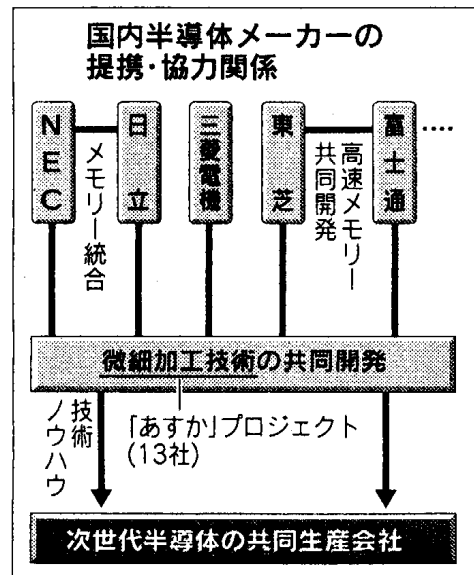 国内半導体メーカーの
提携・協力関係
NEC
日立
三菱電機
東芝
富士通
‥‥
メモリー統合
高速メモリー
共同開発
微細加工技術の共同開発
技術
ノウハウ
「あすか」プロジェクト
(13社)
次世代半導体の共同生産会社